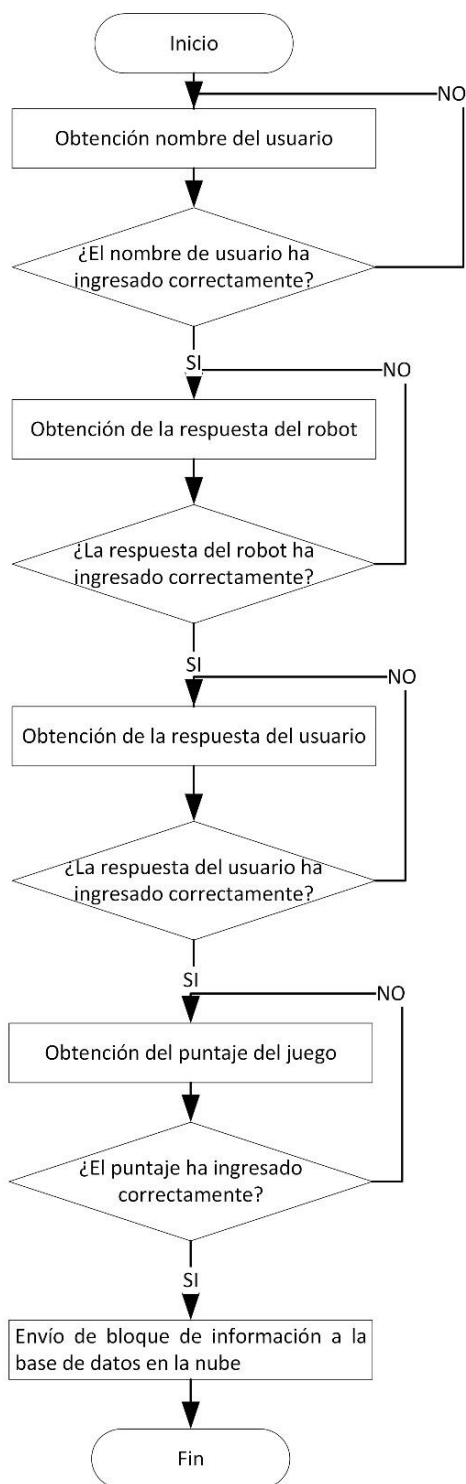 Inicio
NO
Obtención nombre del usuario
¿El nombre de usuario ha
ingresado correctamente?
SI
NO
Obtención de la respuesta del robot
¿La respuesta del robot ha
ingresado correctamente?
SI
NO
Obtención de la respuesta del usuario
¿La respuesta del usuario ha
ingresado correctamente?
SI
NO
Obtención del puntaje del juego
¿El puntaje ha ingresado
correctamente?
SI
Envío de bloque de información a la
base de datos en la nube
Fin